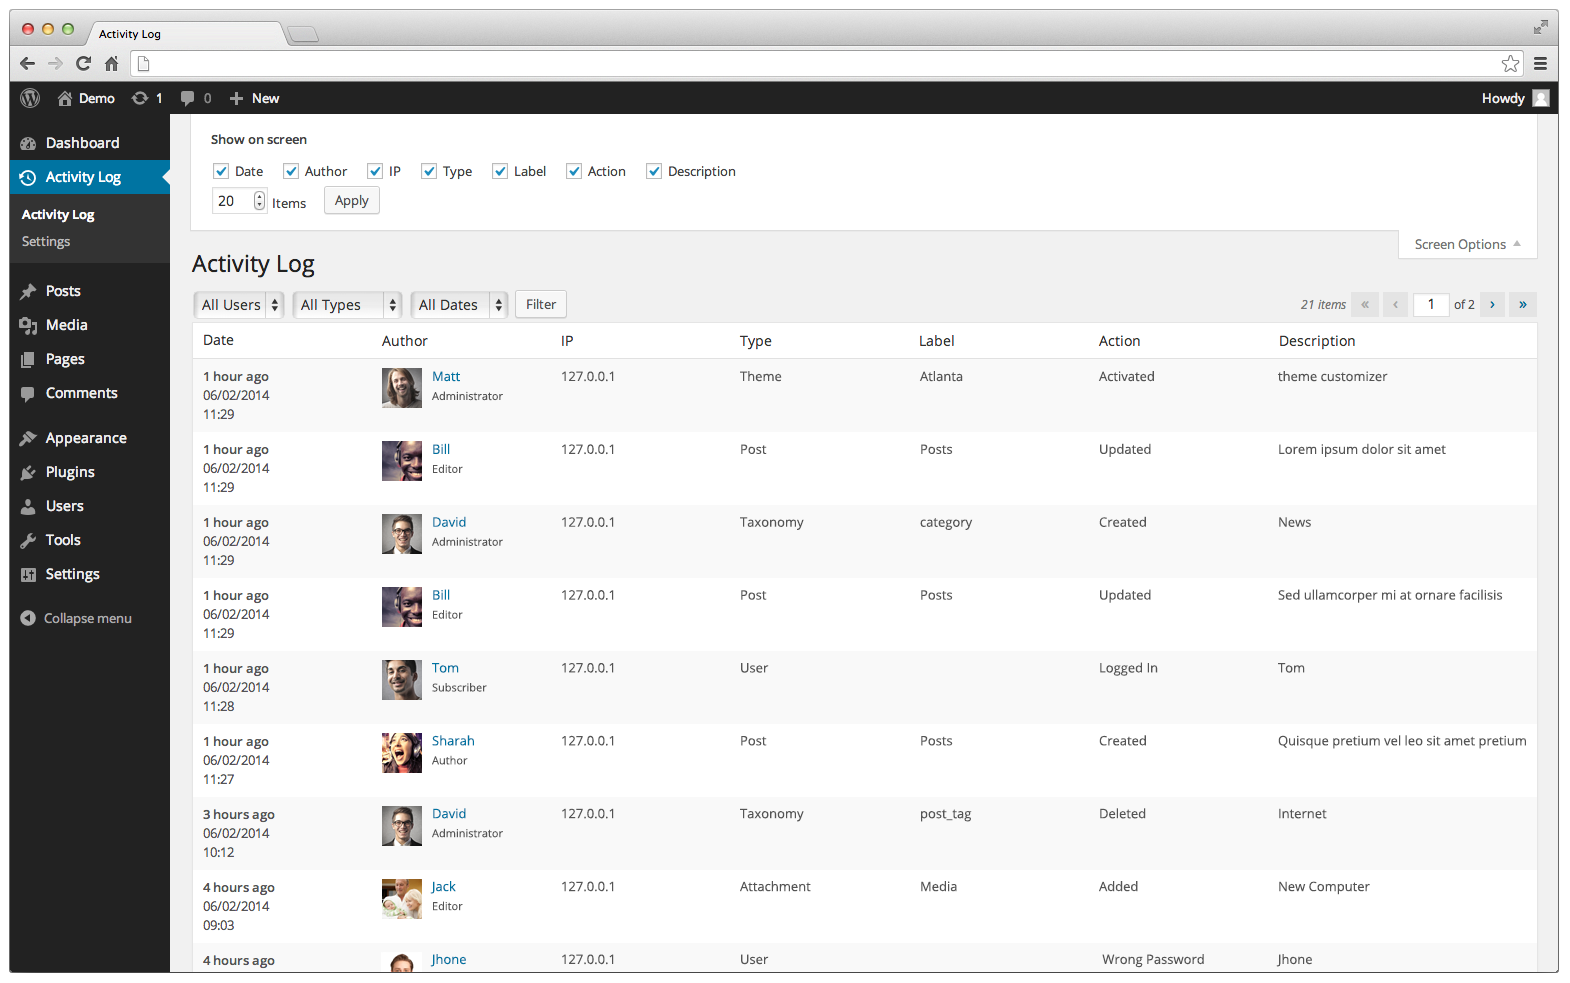 Activity Log
Demo 1 0 New Howdy
Dashboard
Activity Log
Activity Log
Settings
Posts
Media
Pages
Comments
Appearance
Plugins
Users
Tools
Settings
Collapse menu
Show on screen
Date Author IP Type Label Action Description
20 Items Apply
Screen Options
Activity Log
All Users All Types All Dates Filter 21 items « ‹ 1 of 2 › »
Date Author IP Type Label Action Description
1 hour ago Matt 127.0.0.1 Theme Atlanta Activated theme customizer
06/02/2014 Administrator
11:29
1 hour ago Bill 127.0.0.1 Post Posts Updated Lorem ipsum dolor sit amet
06/02/2014 Editor
11:29
1 hour ago David 127.0.0.1 Taxonomy category Created News
06/02/2014 Administrator
11:29
1 hour ago Bill 127.0.0.1 Post Posts Updated Sed ullamcorper mi at ornare facilisis
06/02/2014 Editor
11:29
1 hour ago Tom 127.0.0.1 User Logged In Tom
06/02/2014 Subscriber
11:28
1 hour ago Sharah 127.0.0.1 Post Posts Created Quisque pretium vel leo sit amet pretium
06/02/2014 Author
11:27
3 hours ago David 127.0.0.1 Taxonomy post_tag Deleted Internet
06/02/2014 Administrator
10:12
4 hours ago Jack 127.0.0.1 Attachment Media Added New Computer
06/02/2014 Editor
09:03
4 hours ago Jhone 127.0.0.1 User Wrong Password Jhone